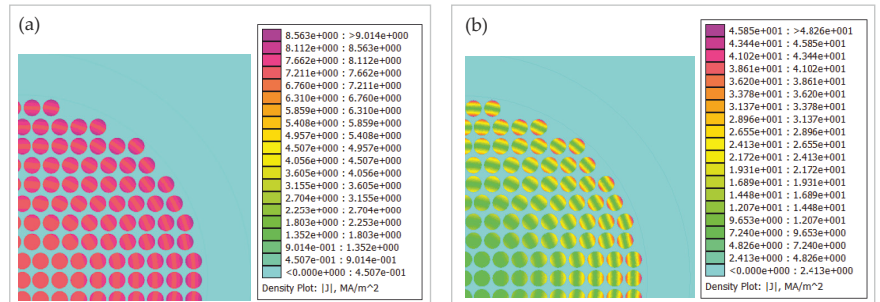 (a)
8.563e+000 : >9.014e+000
8.112e+000 : 8.563e+000
7.662e+000 : 8.112e+000
7.211e+000 : 7.662e+000
6.760e+000 : 7.211e+000
6.310e+000 : 6.760e+000
5.859e+000 : 6.310e+000
5.408e+000 : 5.859e+000
4.957e+000 : 5.408e+000
4.507e+000 : 4.957e+000
4.056e+000 : 4.507e+000
3.605e+000 : 4.056e+000
3.155e+000 : 3.605e+000
2.704e+000 : 3.155e+000
2.253e+000 : 2.704e+000
1.803e+000 : 2.253e+000
1.352e+000 : 1.803e+000
9.014e-001 : 1.352e+000
4.507e-001 : 9.014e-001
<0.000e+000 : 4.507e-001
Density Plot: |J|, MA/m^2
(b)
4.585e+001 : >4.826e+001
4.344e+001 : 4.585e+001
4.102e+001 : 4.344e+001
3.861e+001 : 4.102e+001
3.620e+001 : 3.861e+001
3.378e+001 : 3.620e+001
3.137e+001 : 3.378e+001
2.896e+001 : 3.137e+001
2.655e+001 : 2.896e+001
2.413e+001 : 2.655e+001
2.172e+001 : 2.413e+001
1.931e+001 : 2.172e+001
1.689e+001 : 1.931e+001
1.448e+001 : 1.689e+001
1.207e+001 : 1.448e+001
9.653e+000 : 1.207e+001
7.240e+000 : 9.653e+000
4.826e+000 : 7.240e+000
2.413e+000 : 4.826e+000
<0.000e+000 : 2.413e+000
Density Plot: |J|, MA/m^2